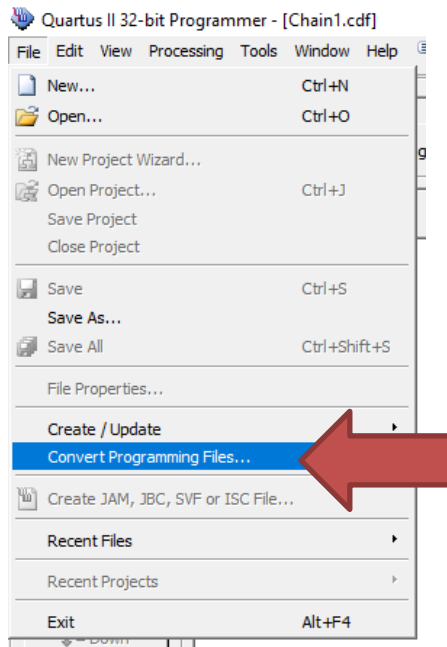 Quartus II 32-bit Programmer - [Chain1.cdf]
File Edit View Processing Tools Window Help
New... Ctrl+N
Open... Ctrl+O
New Project Wizard...
Open Project... Ctrl+J
Save Project
Close Project
Save Ctrl+S
Save As...
Save All Ctrl+Shift+S
File Properties...
Create / Update
Convert Programming Files...
Create JAM, JBC, SVF or ISC File...
Recent Files
Recent Projects
Exit Alt+F4